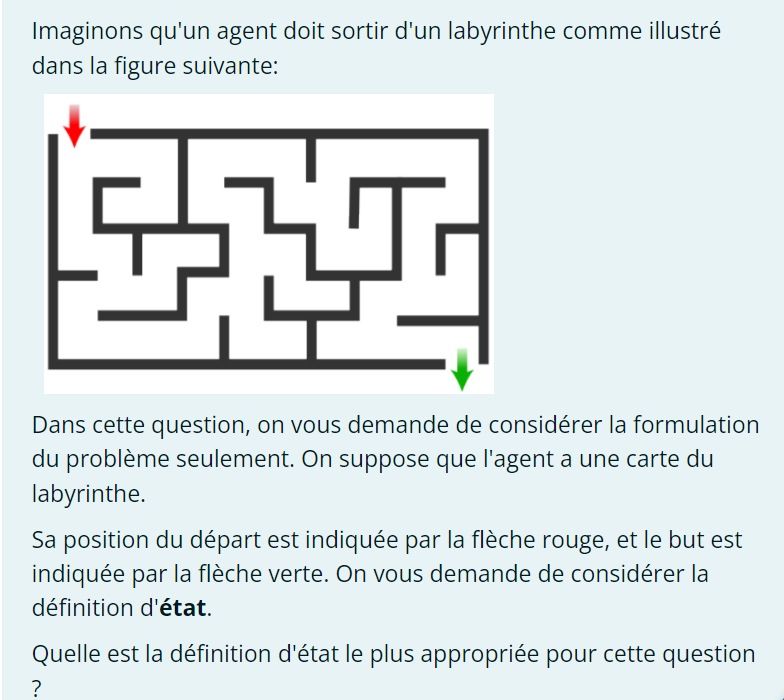 Imaginons qu'un agent doit sortir d'un labyrinthe comme illustré
dans la figure suivante:
Dans cette question, on vous demande de considérer la formulation
du problème seulement. On suppose que l'agent a une carte du
labyrinthe.
Sa position du départ est indiquée par la flèche rouge, et le but est
indiquée par la flèche verte. On vous demande de considérer la
définition d'état.
Quelle est la définition d'état le plus appropriée pour cette question
?